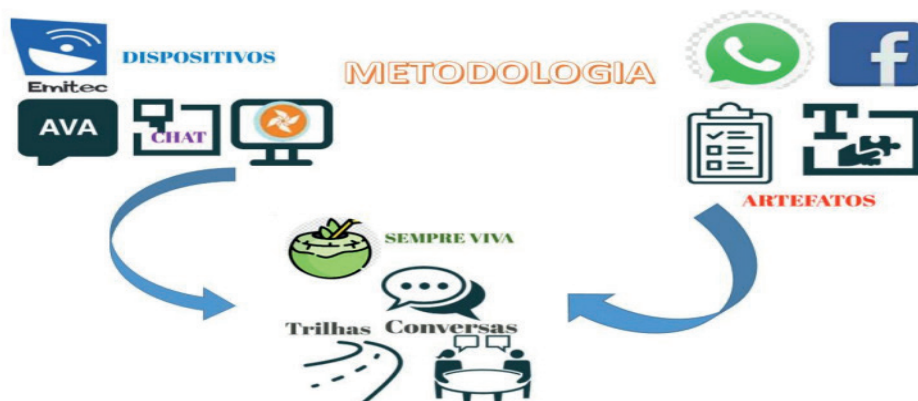 DISPOSITIVOS
METODOLOGIA
Emitec
AVA
CHAT
T
ARTEFATOS
SEMPRE VIVA
Trilhas
Conversas